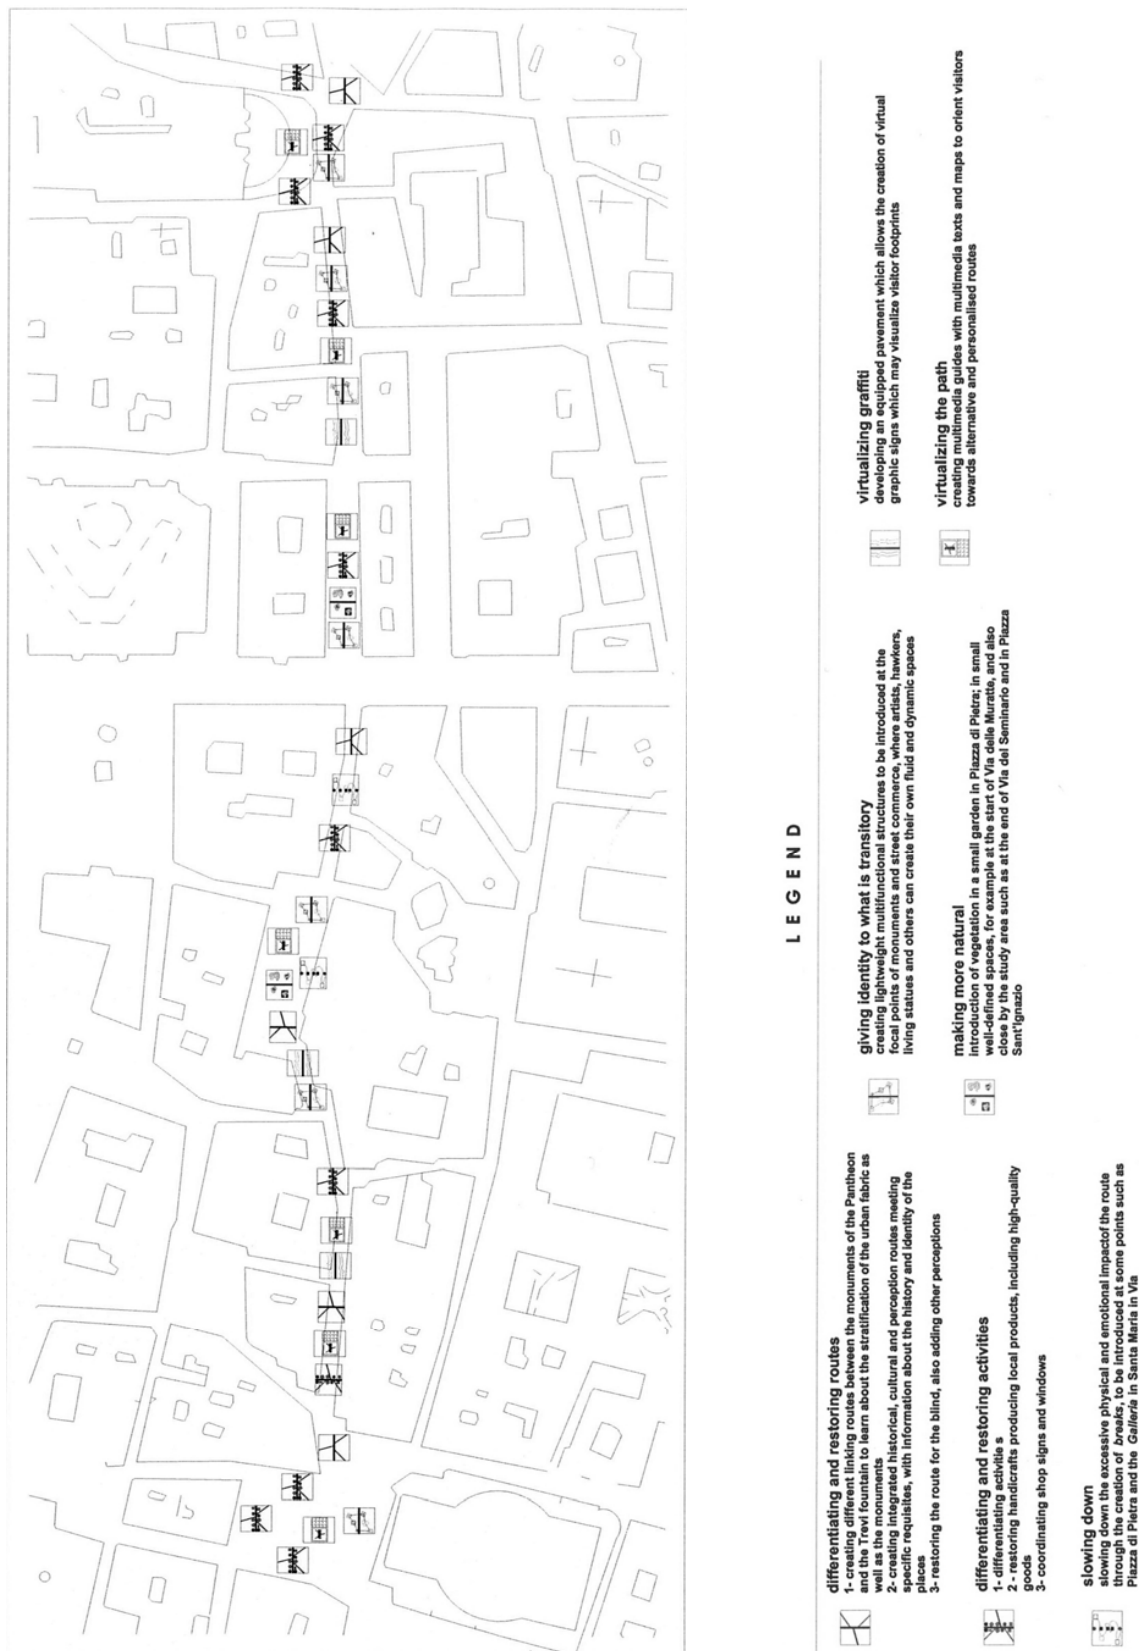 LEGEND
differentiating and restoring routes
1- creating different linking routes between the monuments of the Pantheon
and the Trevi fountain to learn about the stratification of the urban fabric as
well as the monuments
2- creating integrated historical, cultural and perception routes meeting
specific requisites, with information about the history and identity of the
places
3- restoring the route for the blind, also adding other perceptions
differentiating and restoring activities
1- differentiating activitie s
2 - restoring handicrafts producing local products, including high-quality
goods
3- coordinating shop signs and windows
slowing down
slowing down the excessive physical and emotional impactof the route
through the creation of breaks, to be introduced at some points such as
Piazza di Pietra and the Galleria in Santa Maria in Via
giving identity to what is transitory
creating lightweight multifunctional structures to be introduced at the
focal points of monuments and street commerce, where artists, hawkers,
living statues and others can create their own fluid and dynamic spaces
making more natural
introduction of vegetation in a small garden in Piazza di Pietra; in small
well-defined spaces, for example at the start of Via delle Muratte, and also
close by the study area such as at the end of Via del Seminario and in Piazza
Sant'Ignazio
virtualizing graffiti
developing an equipped pavement which allows the creation of virtual
graphic signs which may visualize visitor footprints
virtualizing the path
creating multimedia guides with multimedia texts and maps to orient visitors
towards alternative and personalised routes